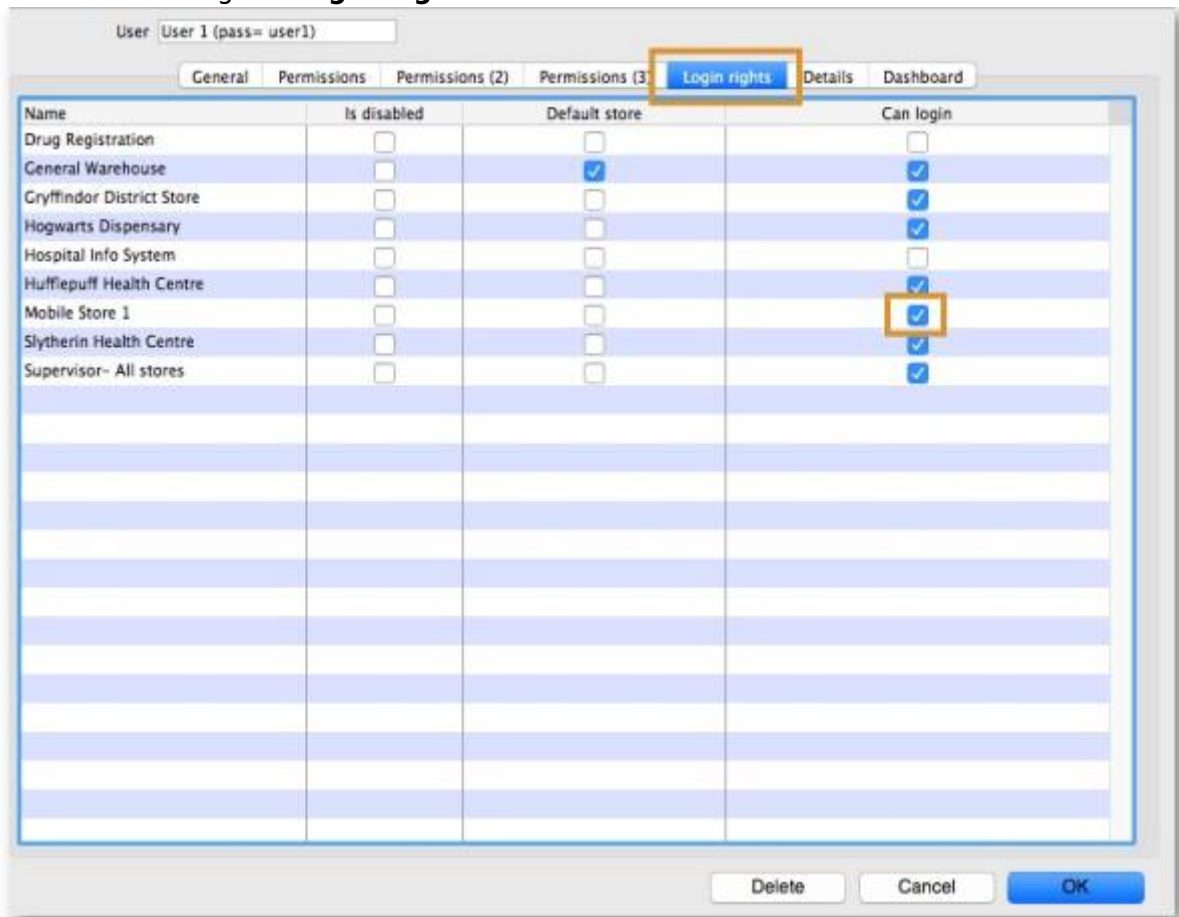 User User 1 (pass= user1)
General Permissions Permissions (2) Permissions (3) Login rights Details Dashboard
Name Is disabled Default store Can login
Drug Registration
General Warehouse
Gryffindor District Store
Hogwarts Dispensary
Hospital Info System
Hufflepuff Health Centre
Mobile Store 1
Slytherin Health Centre
Supervisor- All stores
Delete Cancel OK